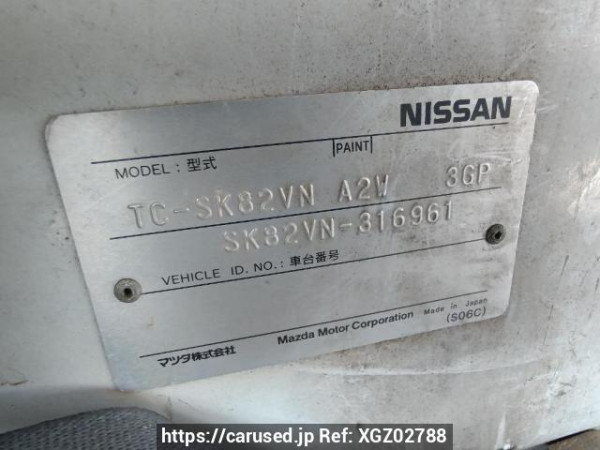 NISSAN
MODEL : 型式 PAINT
TC-SK82VN A2W 3GP
SK82VN-316961
VEHICLE ID. NO. : 車台番号
マツダ株式会社 Mazda Motor Corporation Made in Japan
(S06C)
https://carused.jp Ref: XGZ02788